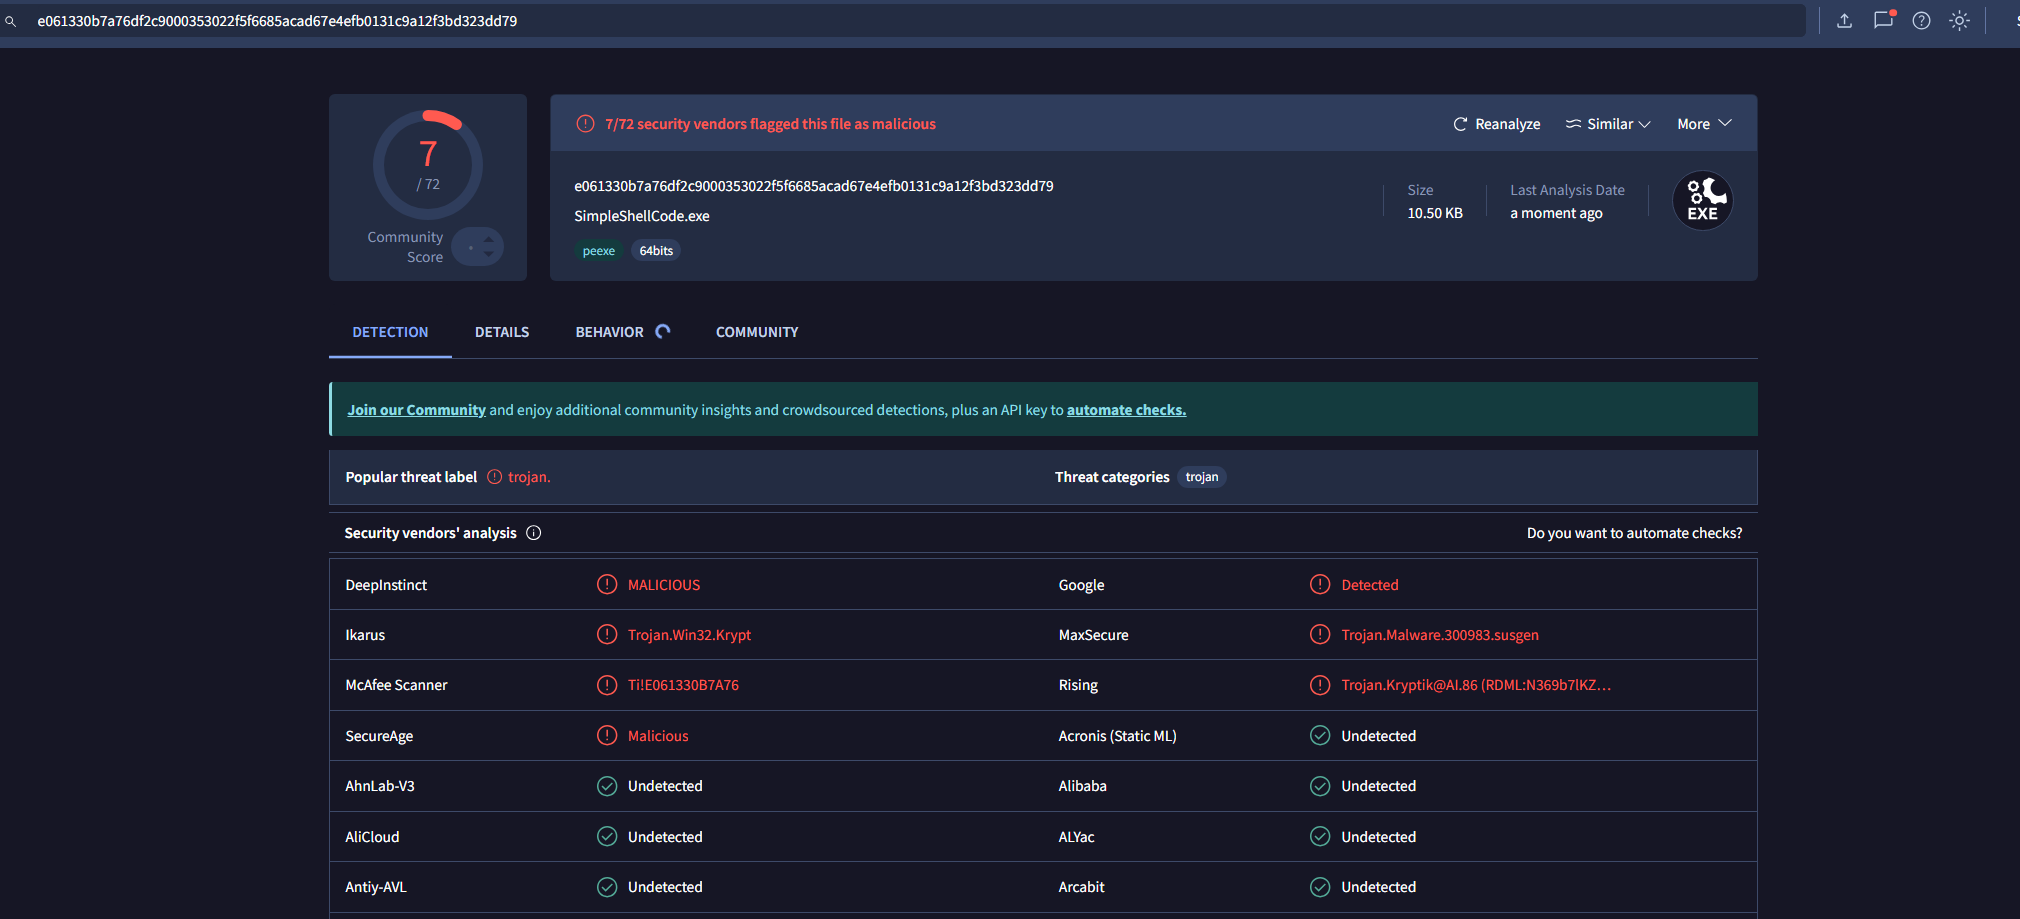 e061330b7a76df2c9000353022f5f6685acad67e4efb0131c9a12f3bd323dd79
7
/ 72
Community
Score
7/72 security vendors flagged this file as malicious
Reanalyze
Similar
More
e061330b7a76df2c9000353022f5f6685acad67e4efb0131c9a12f3bd323dd79
SimpleShellCode.exe
peexe
64bits
Size
10.50 KB
Last Analysis Date
a moment ago
EXE
DETECTION DETAILS BEHAVIOR COMMUNITY
Join our Community and enjoy additional community insights and crowdsourced detections, plus an API key to automate checks.
Popular threat label trojan.
Threat categories trojan
Security vendors' analysis
Do you want to automate checks?
DeepInstinct MALICIOUS Google Detected
Ikarus Trojan.Win32.Krypt MaxSecure Trojan.Malware.300983.susgen
McAfee Scanner Ti!E061330B7A76 Rising Trojan.Kryptik@AI.86 (RDML:N369b7lKZ...
SecureAge Malicious Acronis (Static ML) Undetected
AhnLab-V3 Undetected Alibaba Undetected
AliCloud Undetected ALYac Undetected
Antiy-AVL Undetected Arcabit Undetected